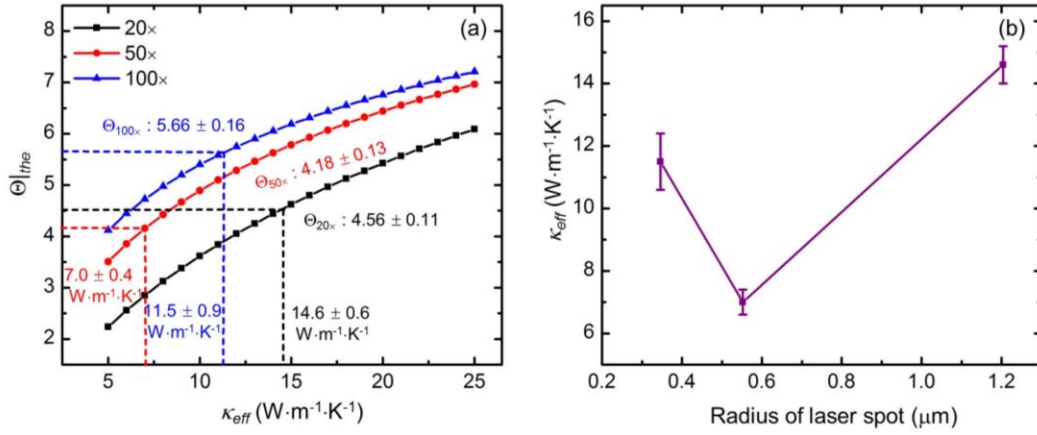 (a)
20×
50×
100×
Θ100× : 5.66 ± 0.16
Θ50× : 4.18 ± 0.13
Θ20× : 4.56 ± 0.11
7.0 ± 0.4
W·m-1·K-1
11.5 ± 0.9
W·m-1·K-1
14.6 ± 0.6
W·m-1·K-1
8
7
6
5
4
3
2
Θ|the
5 10 15 20 25
κeff (W·m-1·K-1)
(b)
16
14
12
10
8
6
κeff (W·m-1·K-1)
0.2 0.4 0.6 0.8 1.0 1.2
Radius of laser spot (μm)